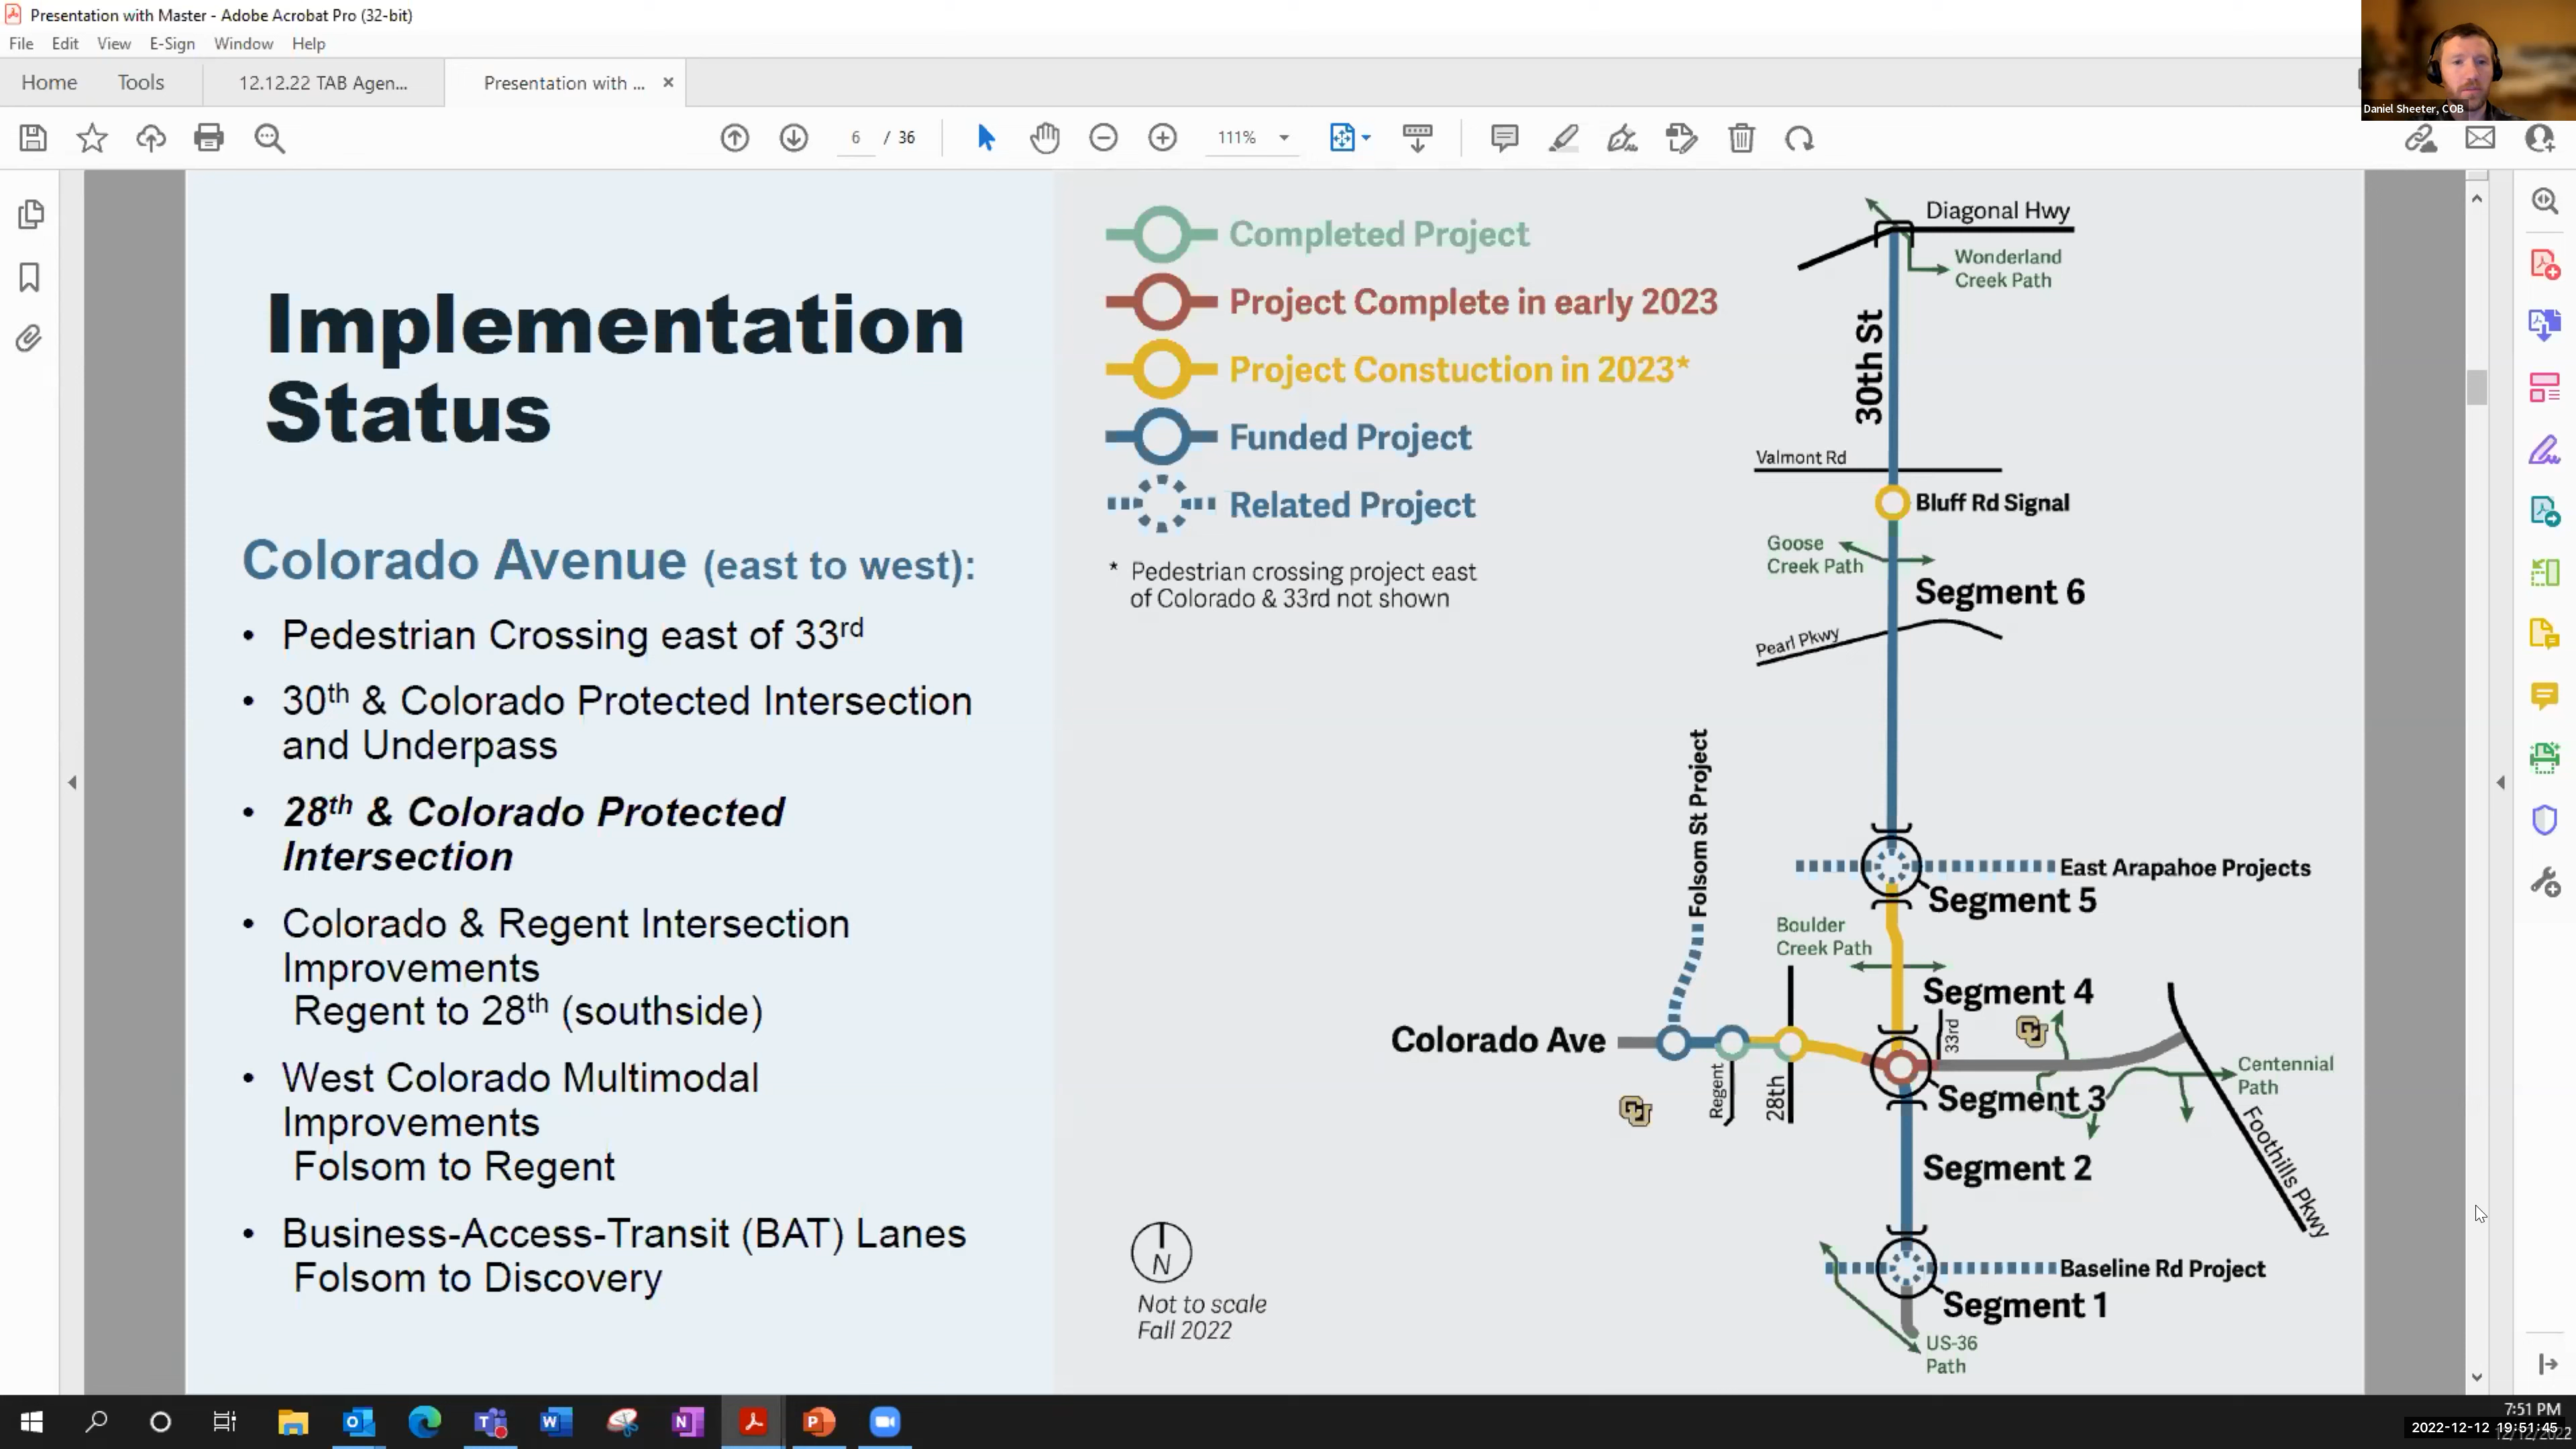 Presentation with Master - Adobe Acrobat Pro (32-bit)
File Edit View E-Sign Window Help
Home Tools 12.12.22 TAB Agen... Presentation with ...
6 / 36 111%
Daniel Sheeter, COB
Implementation
Status
Colorado Avenue (east to west):
• Pedestrian Crossing east of 33rd
• 30th & Colorado Protected Intersection
and Underpass
• 28th & Colorado Protected
Intersection
• Colorado & Regent Intersection
Improvements
Regent to 28th (southside)
• West Colorado Multimodal
Improvements
Folsom to Regent
• Business-Access-Transit (BAT) Lanes
Folsom to Discovery
Completed Project
Project Complete in early 2023
Project Constuction in 2023*
Funded Project
Related Project
* Pedestrian crossing project east
of Colorado & 33rd not shown
Diagonal Hwy
Wonderland
Creek Path
30th St
Valmont Rd
Bluff Rd Signal
Goose
Creek Path
Segment 6
Pearl Pkwy
Folsom St Project
East Arapahoe Projects
Segment 5
Boulder
Creek Path
Segment 4
33rd
CU
Colorado Ave
Regent
28th
Centennial
Path
Segment 3
CU
Foothills Pkwy
Segment 2
Baseline Rd Project
Segment 1
US-36
Path
N
Not to scale
Fall 2022
7:51 PM
2022-12-12 19:51:45